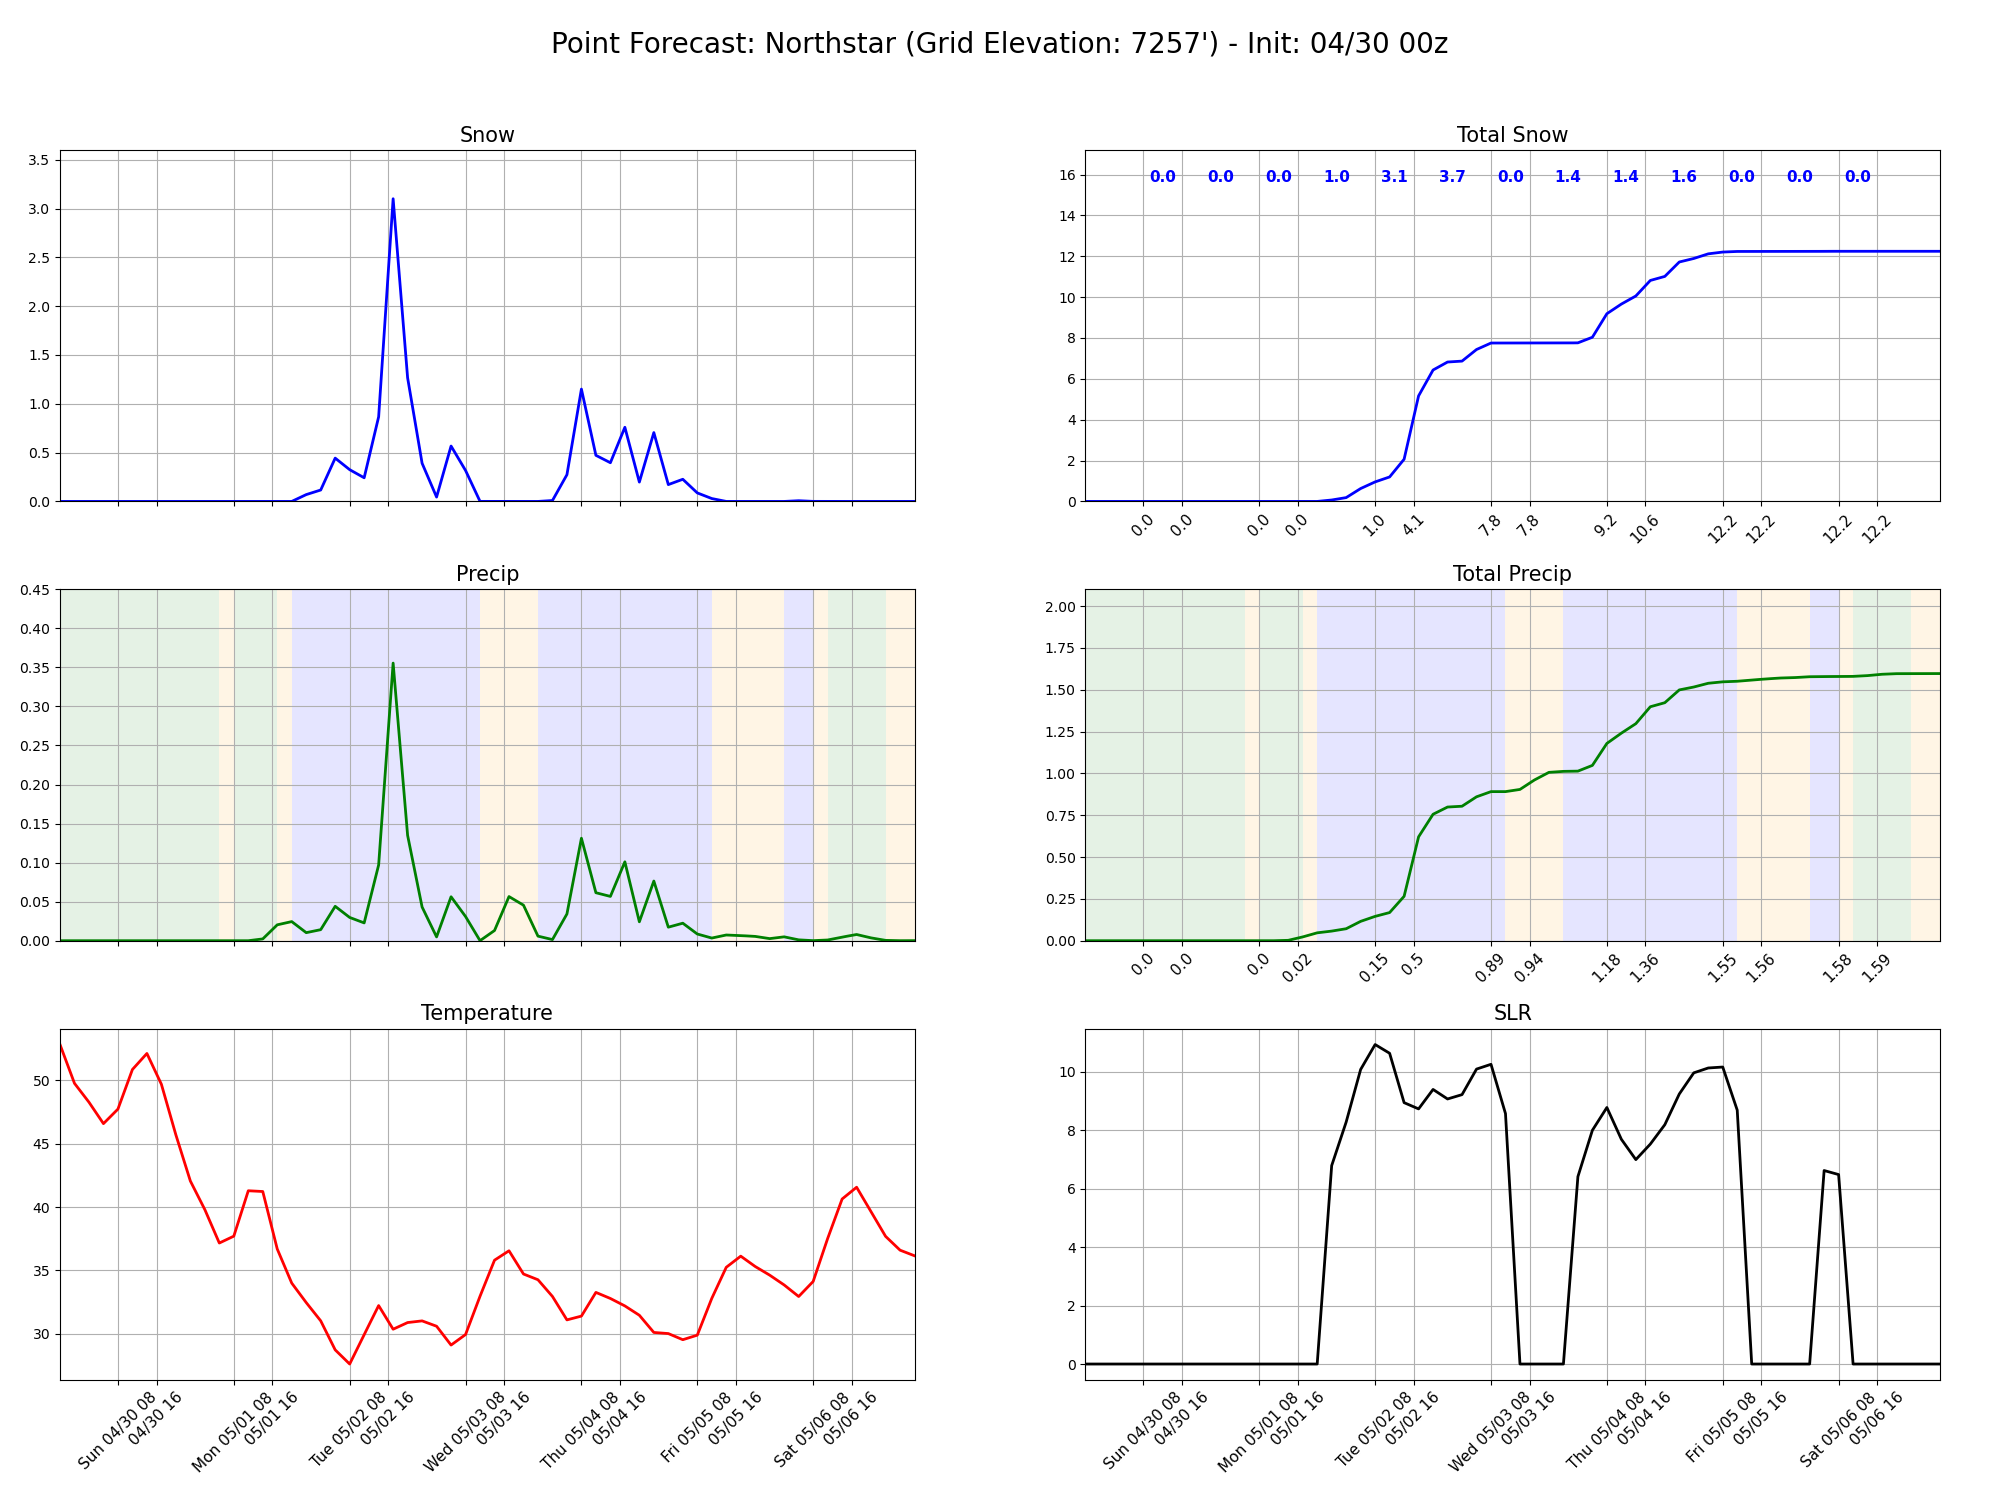 Point Forecast: Northstar (Grid Elevation: 7257') - Init: 04/30 00z
Snow
3.5
3.0
2.5
2.0
1.5
1.0
0.5
0.0
Total Snow
16
14
12
10
8
6
4
2
0
0.0 0.0 0.0 1.0 3.1 3.7 0.0 1.4 1.4 1.6 0.0 0.0 0.0
0.0 0.0 0.0 0.0 1.0 4.1 7.8 7.8 9.2 10.6 12.2 12.2 12.2 12.2
Precip
0.45
0.40
0.35
0.30
0.25
0.20
0.15
0.10
0.05
0.00
Total Precip
2.00
1.75
1.50
1.25
1.00
0.75
0.50
0.25
0.00
0.0 0.0 0.0 0.02 0.15 0.5 0.89 0.94 1.18 1.36 1.55 1.56 1.58 1.59
Temperature
50
45
40
35
30
Sun 04/30 08
04/30 16
Mon 05/01 08
05/01 16
Tue 05/02 08
05/02 16
Wed 05/03 08
05/03 16
Thu 05/04 08
05/04 16
Fri 05/05 08
05/05 16
Sat 05/06 08
05/06 16
SLR
10
8
6
4
2
0
Sun 04/30 08
04/30 16
Mon 05/01 08
05/01 16
Tue 05/02 08
05/02 16
Wed 05/03 08
05/03 16
Thu 05/04 08
05/04 16
Fri 05/05 08
05/05 16
Sat 05/06 08
05/06 16